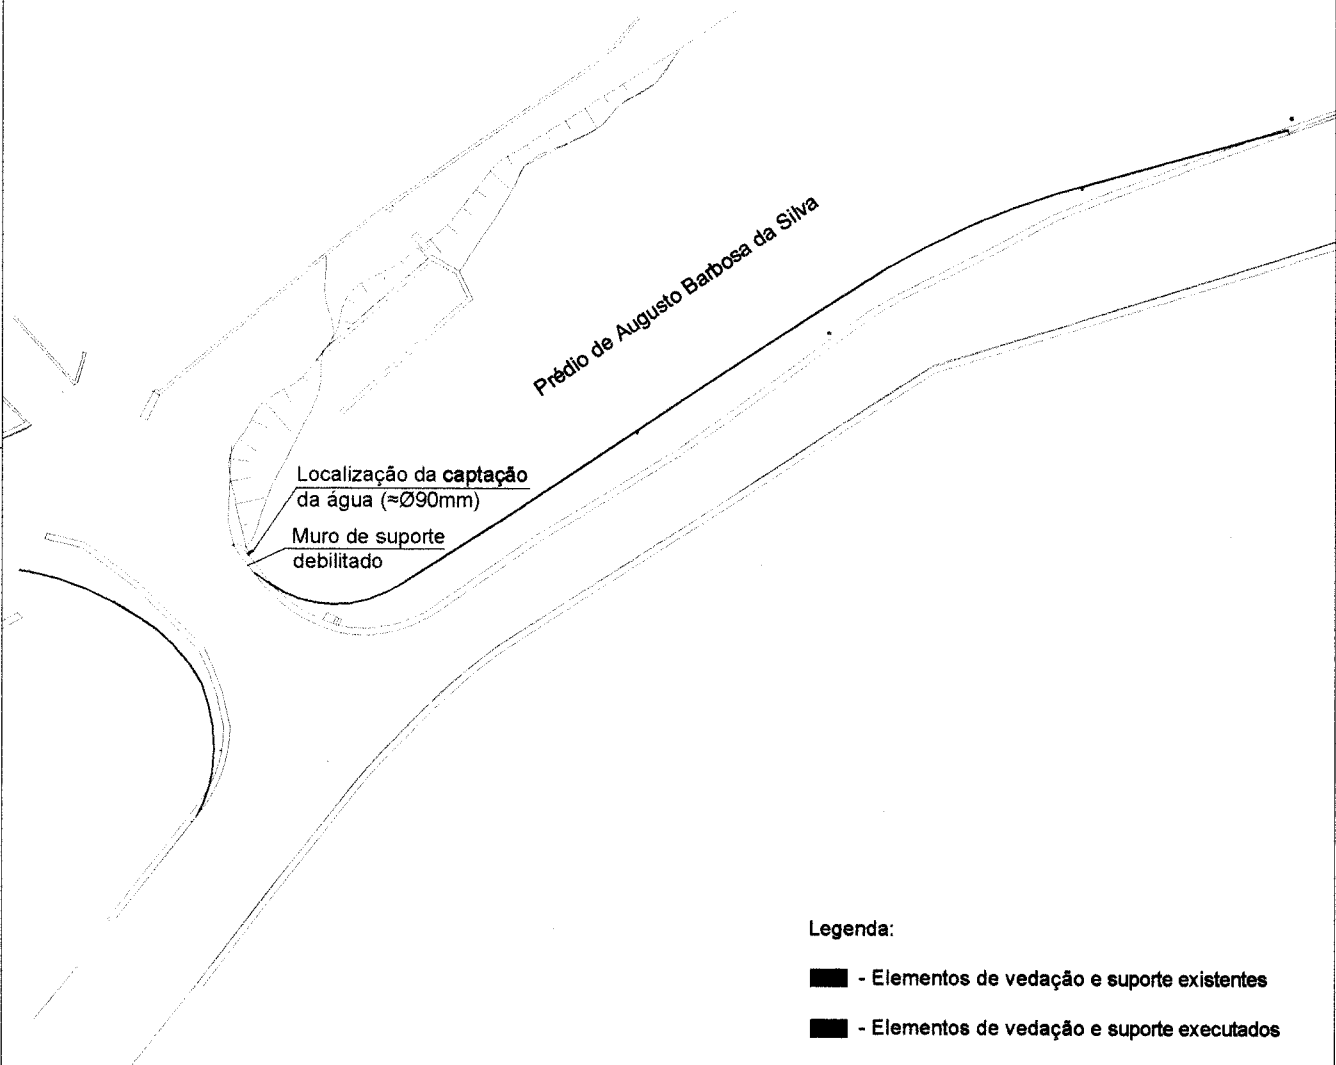 Prédio de Augusto Barbosa da Silva
Localização da captação
da água (≈Ø90mm)
Muro de suporte
debilitado
Legenda:
- Elementos de vedação e suporte existentes
- Elementos de vedação e suporte executados